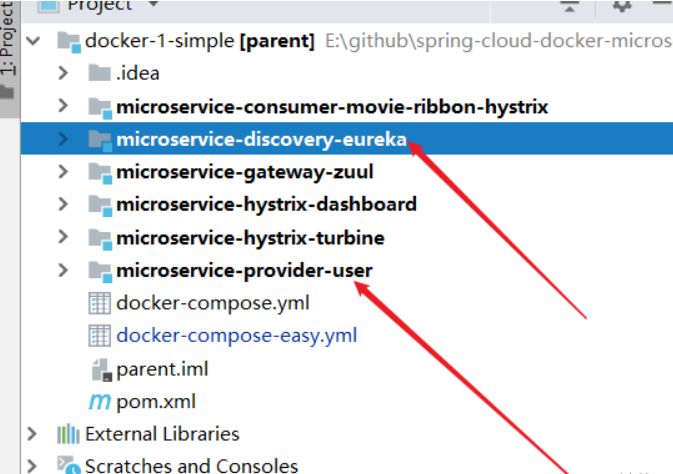 Project
1: Project
docker-1-simple [parent] E:\github\spring-cloud-docker-micros
.idea
microservice-consumer-movie-ribbon-hystrix
microservice-discovery-eureka
microservice-gateway-zuul
microservice-hystrix-dashboard
microservice-hystrix-turbine
microservice-provider-user
docker-compose.yml
docker-compose-easy.yml
parent.iml
m pom.xml
External Libraries
Scratches and Consoles